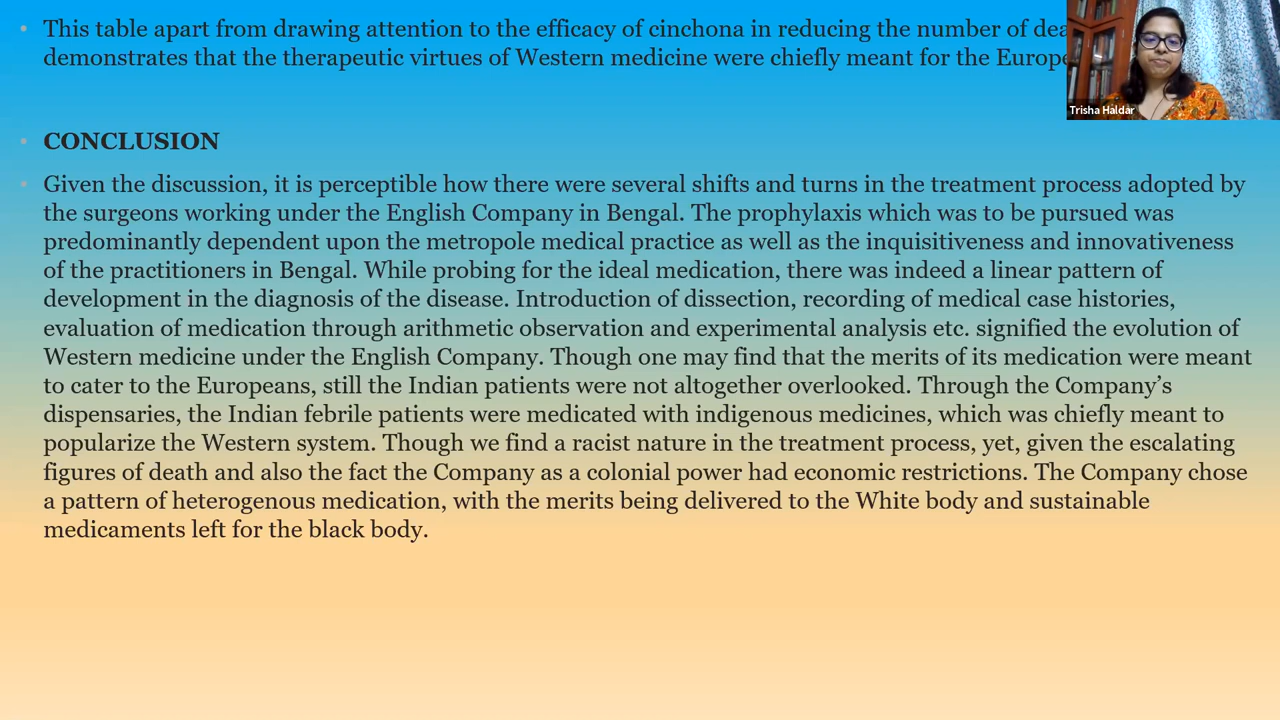 This table apart from drawing attention to the efficacy of cinchona in reducing the number of
demonstrates that the therapeutic virtues of Western medicine were chiefly meant for the
Trisha Haldar
CONCLUSION
Given the discussion, it is perceptible how there were several shifts and turns in the treatment process adopted by
the surgeons working under the English Company in Bengal. The prophylaxis which was to be pursued was
predominantly dependent upon the metropole medical practice as well as the inquisitiveness and innovativeness
of the practitioners in Bengal. While probing for the ideal medication, there was indeed a linear pattern of
development in the diagnosis of the disease. Introduction of dissection, recording of medical case histories,
evaluation of medication through arithmetic observation and experimental analysis etc. signified the evolution of
Western medicine under the English Company. Though one may find that the merits of its medication were meant
to cater to the Europeans, still the Indian patients were not altogether overlooked. Through the Company’s
dispensaries, the Indian febrile patients were medicated with indigenous medicines, which was chiefly meant to
popularize the Western system. Though we find a racist nature in the treatment process, yet, given the escalating
figures of death and also the fact the Company as a colonial power had economic restrictions. The Company chose
a pattern of heterogenous medication, with the merits being delivered to the White body and sustainable
medicaments left for the black body.